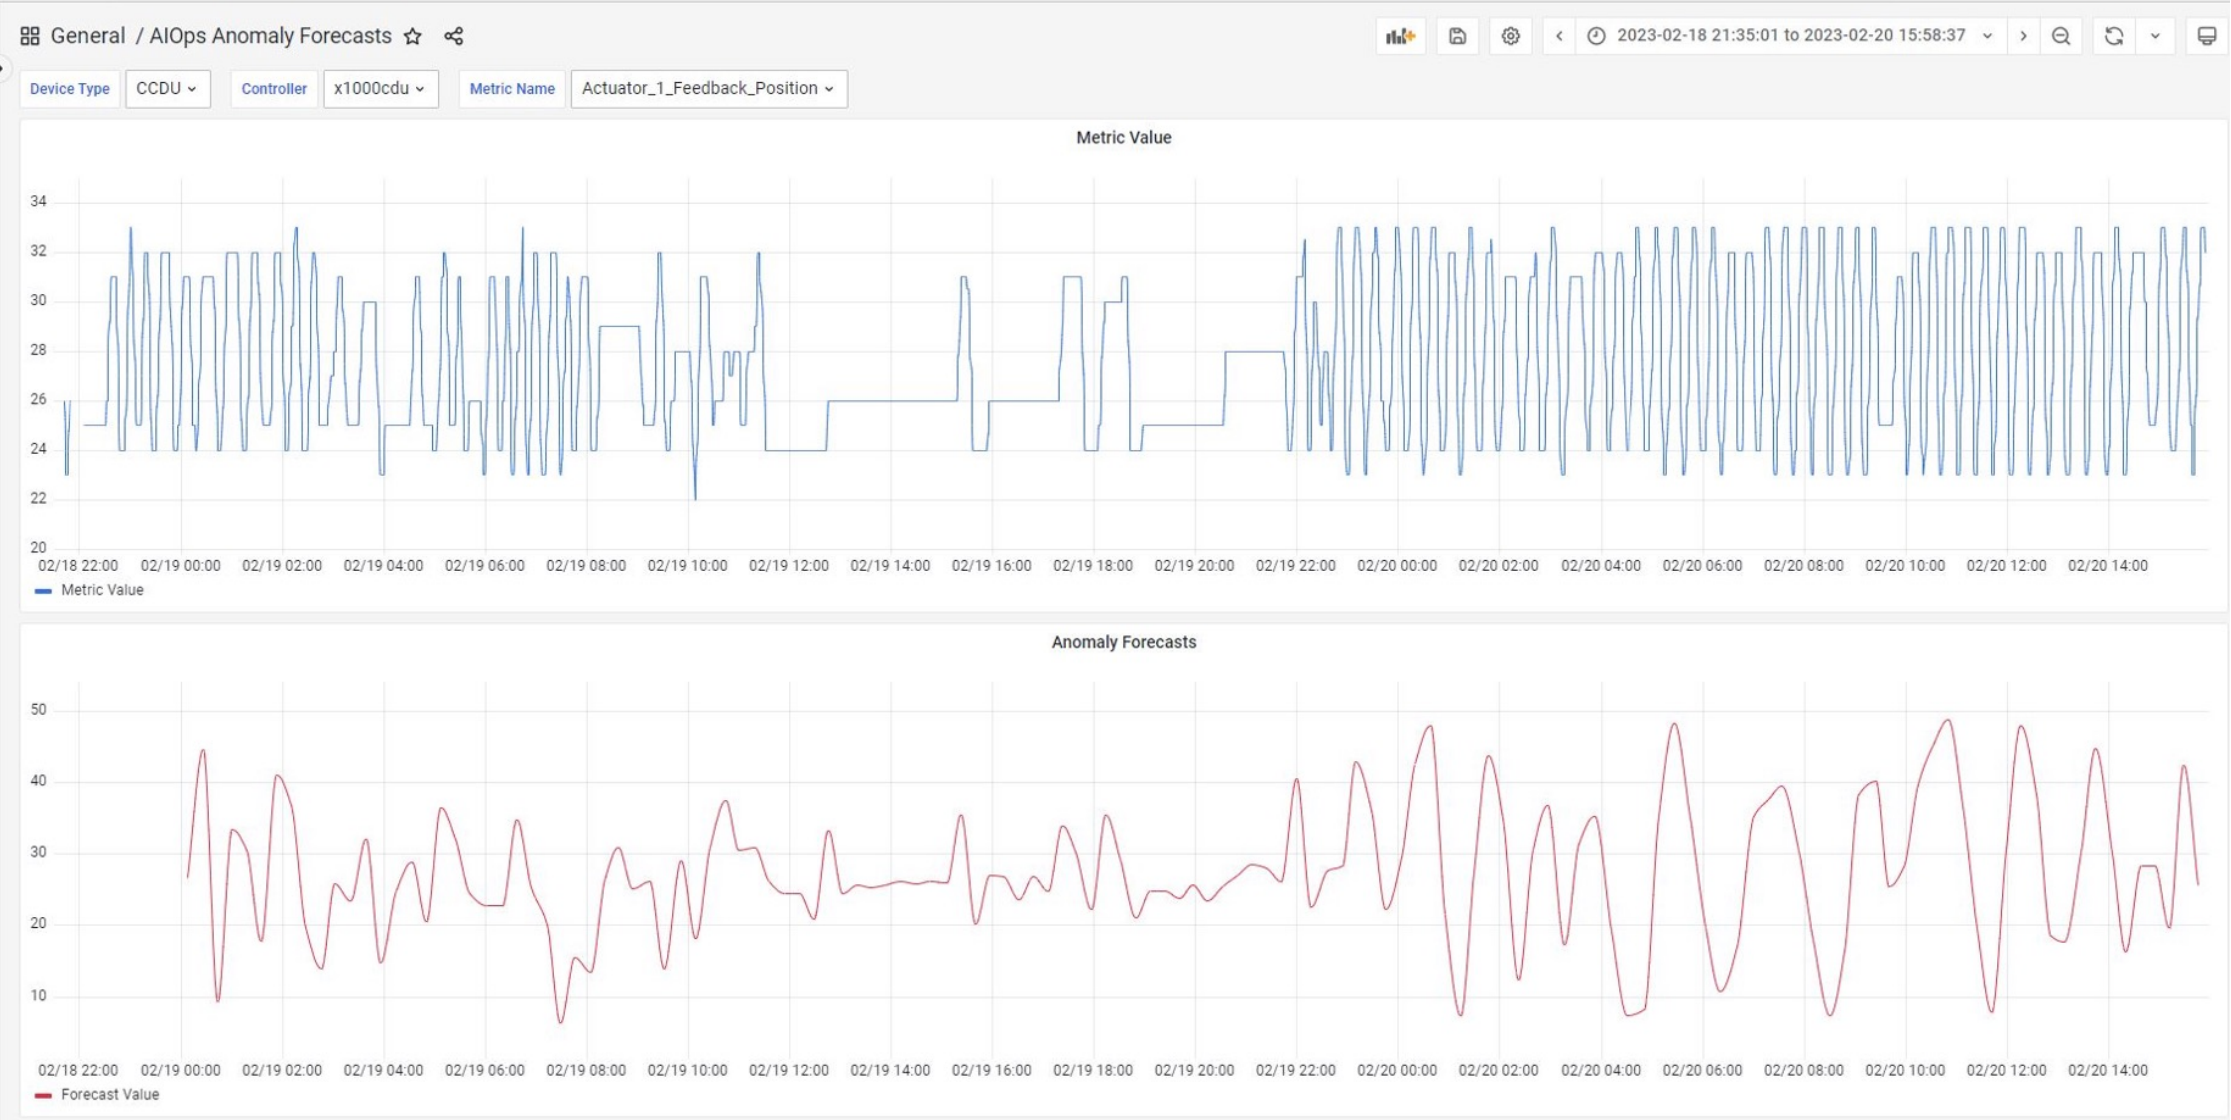 General / AIOps Anomaly Forecasts 2023-02-18 21:35:01 to 2023-02-20 15:58:37
Device Type CCDU Controller x1000cdu Metric Name Actuator_1_Feedback_Position
Metric Value
34
32
30
28
26
24
22
20
02/18 22:00 02/19 00:00 02/19 02:00 02/19 04:00 02/19 06:00 02/19 08:00 02/19 10:00 02/19 12:00 02/19 14:00 02/19 16:00 02/19 18:00 02/19 20:00 02/19 22:00 02/20 00:00 02/20 02:00 02/20 04:00 02/20 06:00 02/20 08:00 02/20 10:00 02/20 12:00 02/20 14:00
Metric Value
Anomaly Forecasts
50
40
30
20
10
02/18 22:00 02/19 00:00 02/19 02:00 02/19 04:00 02/19 06:00 02/19 08:00 02/19 10:00 02/19 12:00 02/19 14:00 02/19 16:00 02/19 18:00 02/19 20:00 02/19 22:00 02/20 00:00 02/20 02:00 02/20 04:00 02/20 06:00 02/20 08:00 02/20 10:00 02/20 12:00 02/20 14:00
Forecast Value